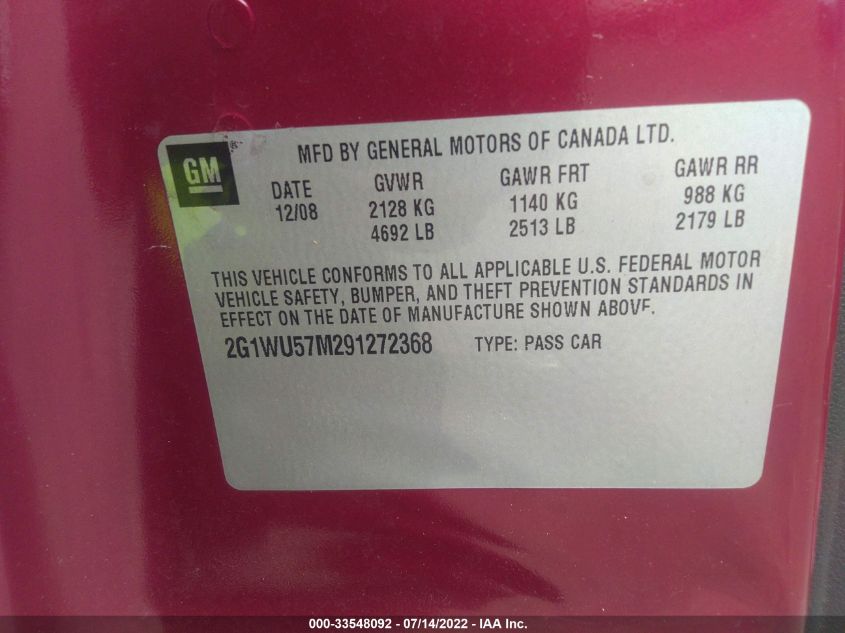 GM
MFD BY GENERAL MOTORS OF CANADA LTD.
DATE GVWR GAWR FRT GAWR RR
12/08 2128 KG 1140 KG 988 KG
4692 LB 2513 LB 2179 LB
THIS VEHICLE CONFORMS TO ALL APPLICABLE U.S. FEDERAL MOTOR
VEHICLE SAFETY, BUMPER, AND THEFT PREVENTION STANDARDS IN
EFFECT ON THE DATE OF MANUFACTURE SHOWN ABOVE.
2G1WU57M291272368 TYPE: PASS CAR
000-33548092 / 07/14/2022 - IAA Inc.